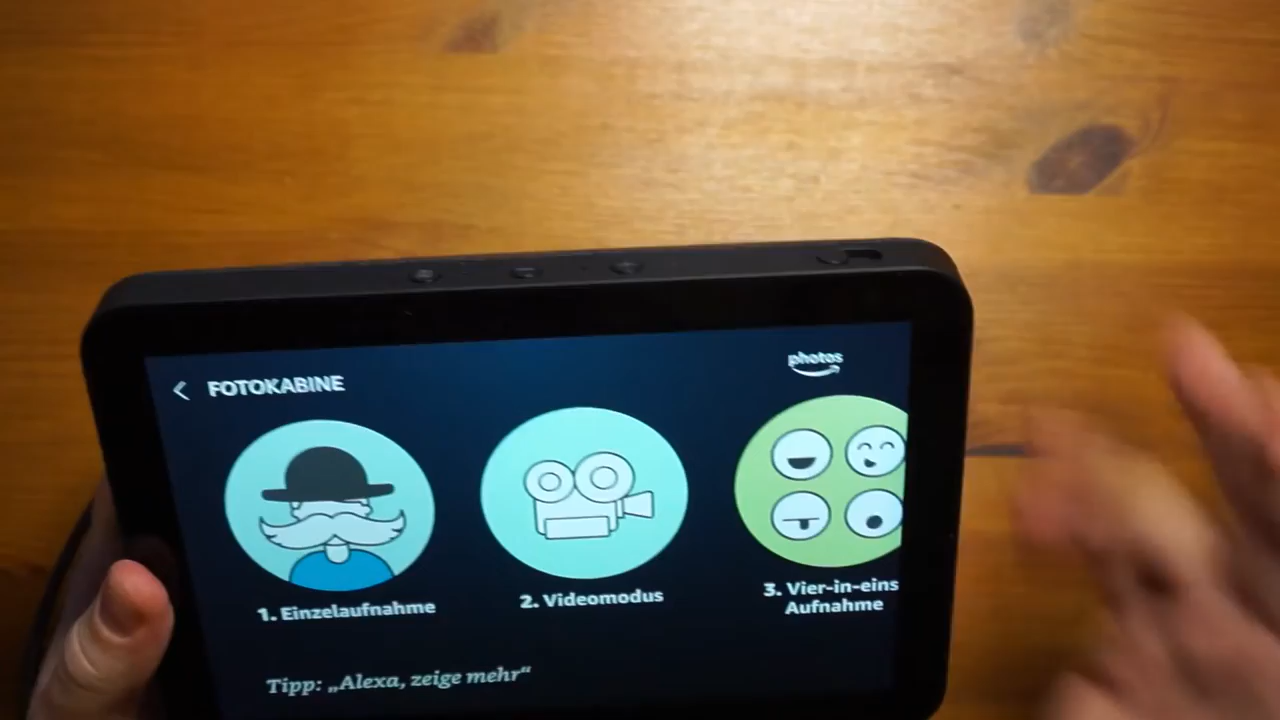 FOTOKABINE
photos
1. Einzelaufnahme
2. Videomodus
3. Vier-in-eins
Aufnahme
Tipp: „Alexa, zeige mehr“